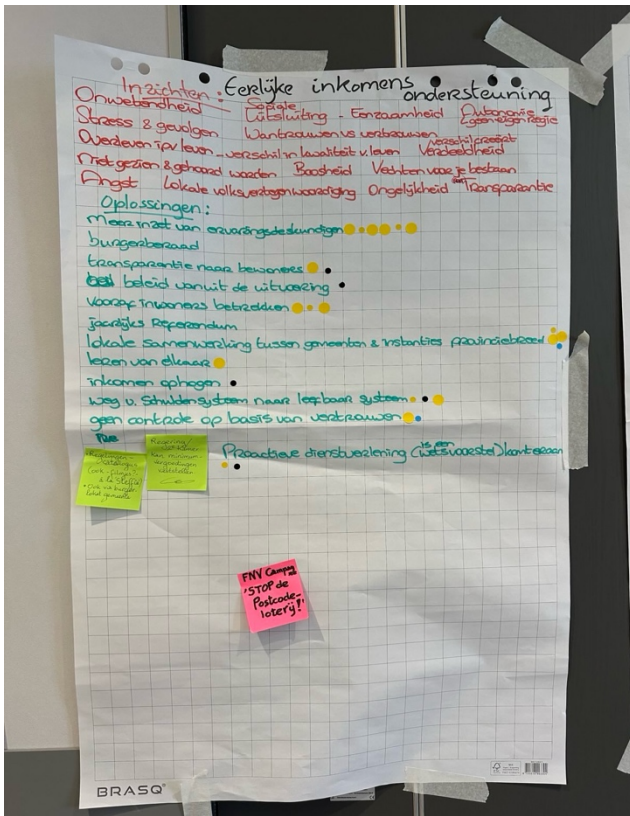 Inzichten: Eerlijke inkomens
ondersteuning
Onwetendheid Sociale Uitsluiting - Eenzaamheid Autonomie
Geen eigen regie
Stress & gevolgen Wantrouwen vs vertrouwen
Overleven ipv leven - verschil in kwaliteit v. leven verschil creëert Verdeeldheid
Niet gezien & gehoord worden Boosheid Vechten voor je bestaan
Angst Lokale volksvertegenwoordiging Ongelijkheid Transparantie
Oplossingen:
Meer inzet van ervaringsdeskundigen
burgerberaad
transparantie naar bewoners
beleid vanuit de uitvoering
vooraf inwoners betrekken
jaarlijks Referendum
lokale samenwerking tussen gemeenten & instanties provinciebreed
leren van elkaar
inkomen ophogen
weg v. Schuldensysteem naar leefbaar systeem
geen controle op basis van vertrouwen
Proactieve dienstverlening (is een wetsvoorstel) komt eraan
FNV Campagne
'STOP de
Postcode-
loterij!'
BRASQ